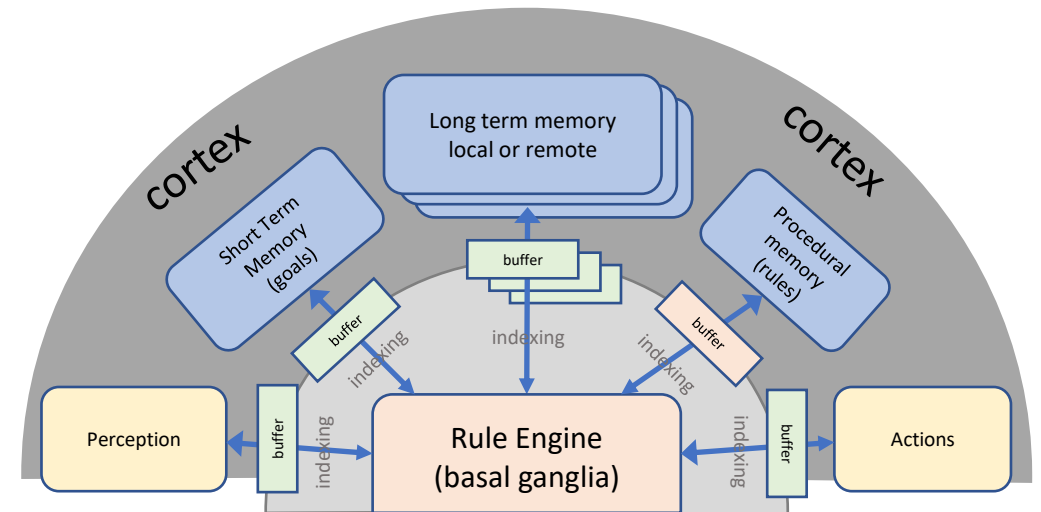 cortex
cortex
Long term memory
local or remote
Short Term
Memory
(goals)
Procedural
memory
(rules)
buffer
buffer
buffer
indexing
indexing
indexing
Perception
buffer
indexing
Rule Engine
(basal ganglia)
indexing
buffer
Actions